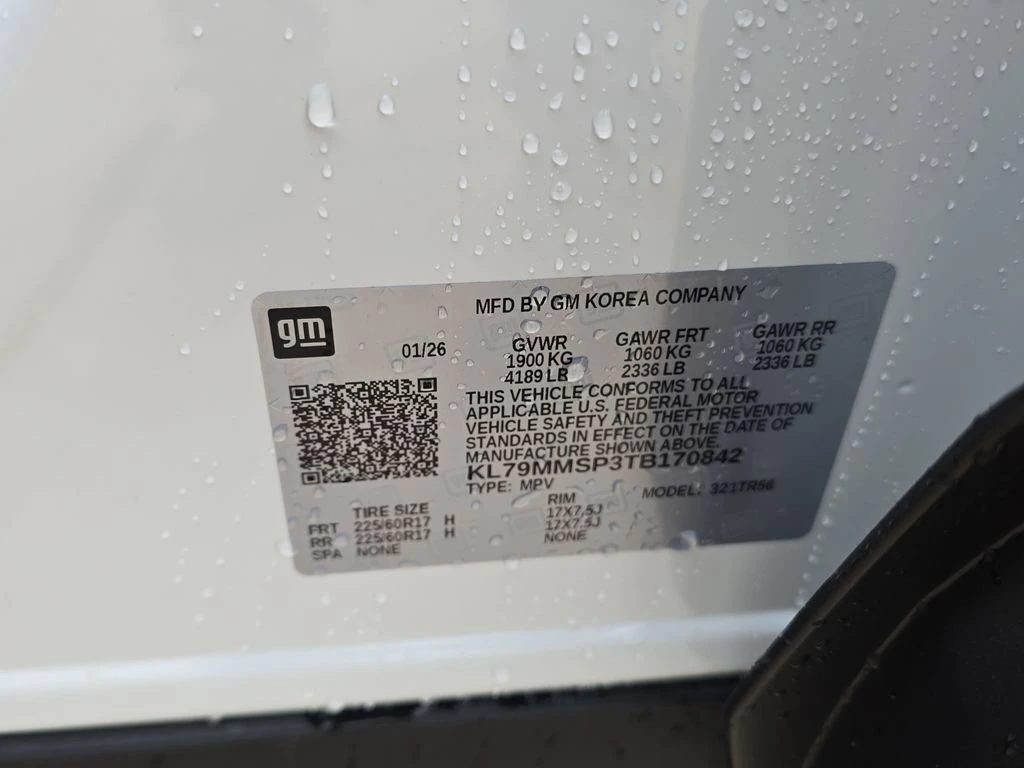 gm
MFD BY GM KOREA COMPANY
01/26
GVWR GAWR FRT GAWR RR
1900 KG 1060 KG 1060 KG
4189 LB 2336 LB 2336 LB
THIS VEHICLE CONFORMS TO ALL
APPLICABLE U.S. FEDERAL MOTOR
VEHICLE SAFETY AND THEFT PREVENTION
STANDARDS IN EFFECT ON THE DATE OF
MANUFACTURE SHOWN ABOVE.
KL79MMSP3TB170842
TYPE: MPV MODEL: 321TR56
TIRE SIZE RIM
FRT 225/60R17 H 17X7.5J
RR 225/60R17 H 17X7.5J
SPA NONE NONE